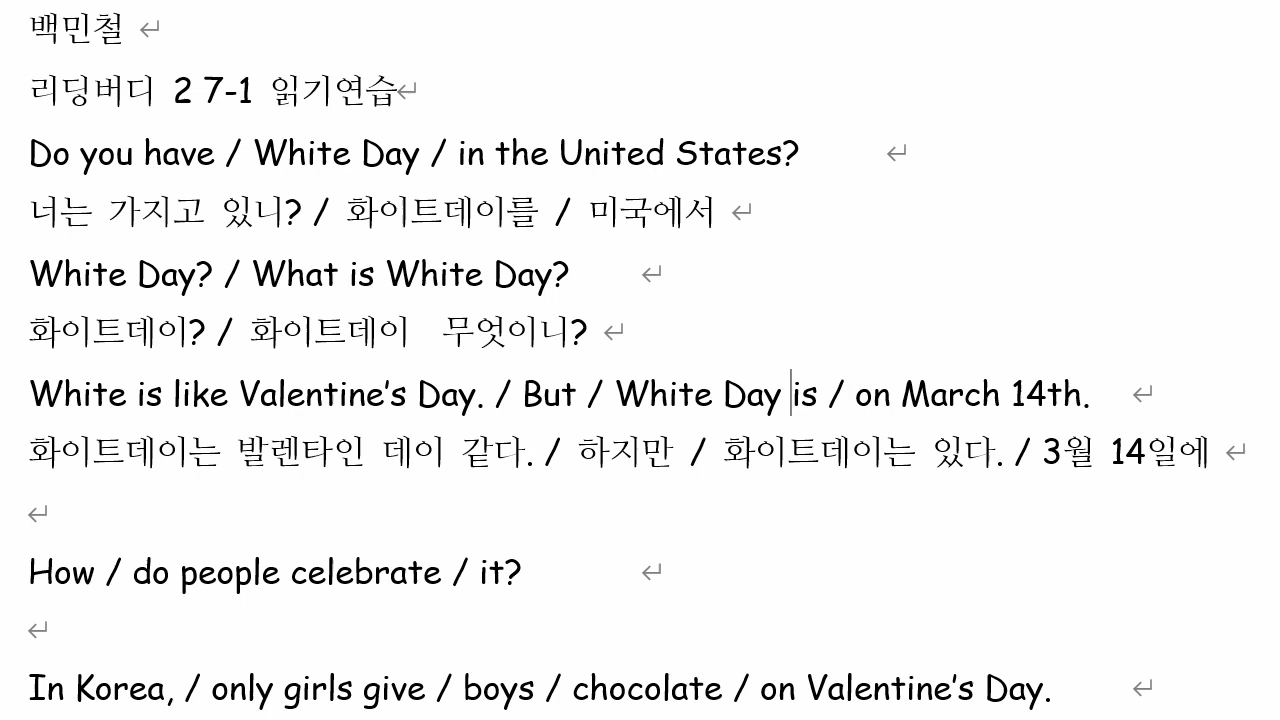 백민철
리딩버디 2 7-1 읽기연습
Do you have / White Day / in the United States?
너는 가지고 있니? / 화이트데이를 / 미국에서
White Day? / What is White Day?
화이트데이? / 화이트데이 무엇이니?
White is like Valentine's Day. / But / White Day is / on March 14th.
화이트데이는 발렌타인 데이 같다. / 하지만 / 화이트데이는 있다. / 3월 14일에
How / do people celebrate / it?
In Korea, / only girls give / boys / chocolate / on Valentine's Day.